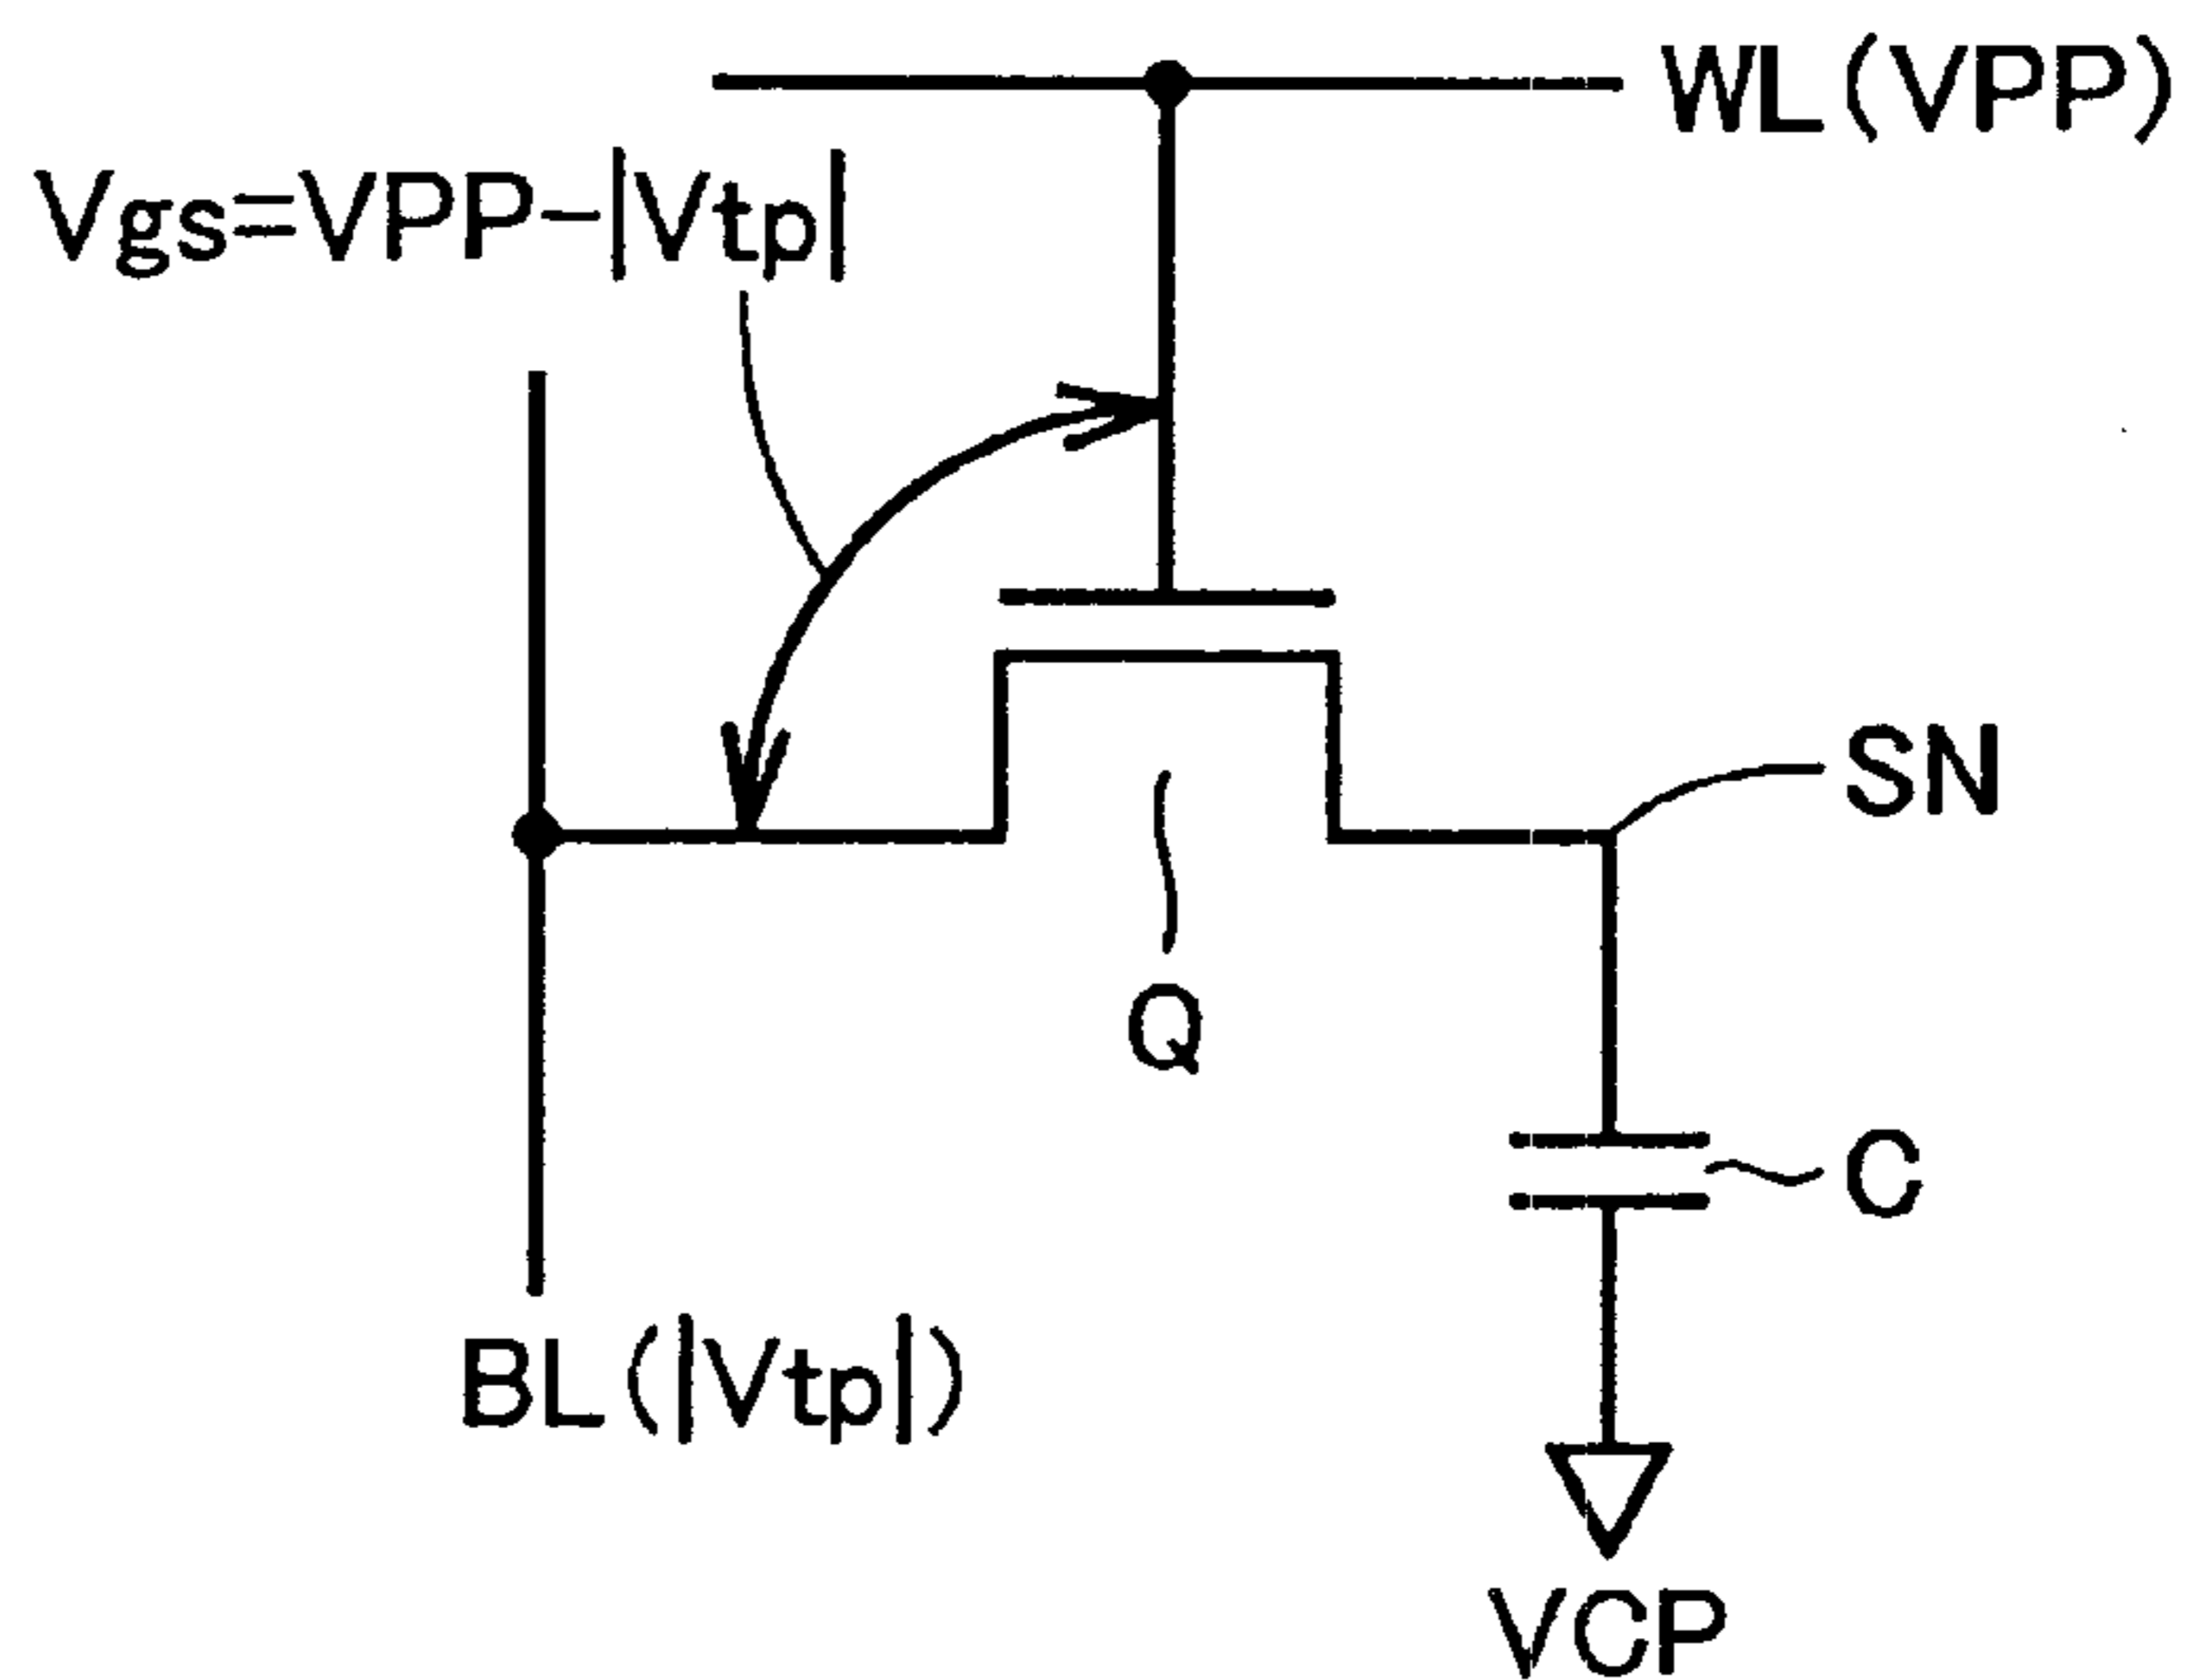 WL(VPP)
Vgs=VPP-|Vtp|
SN
Q
C
BL(|Vtp|)
VCP